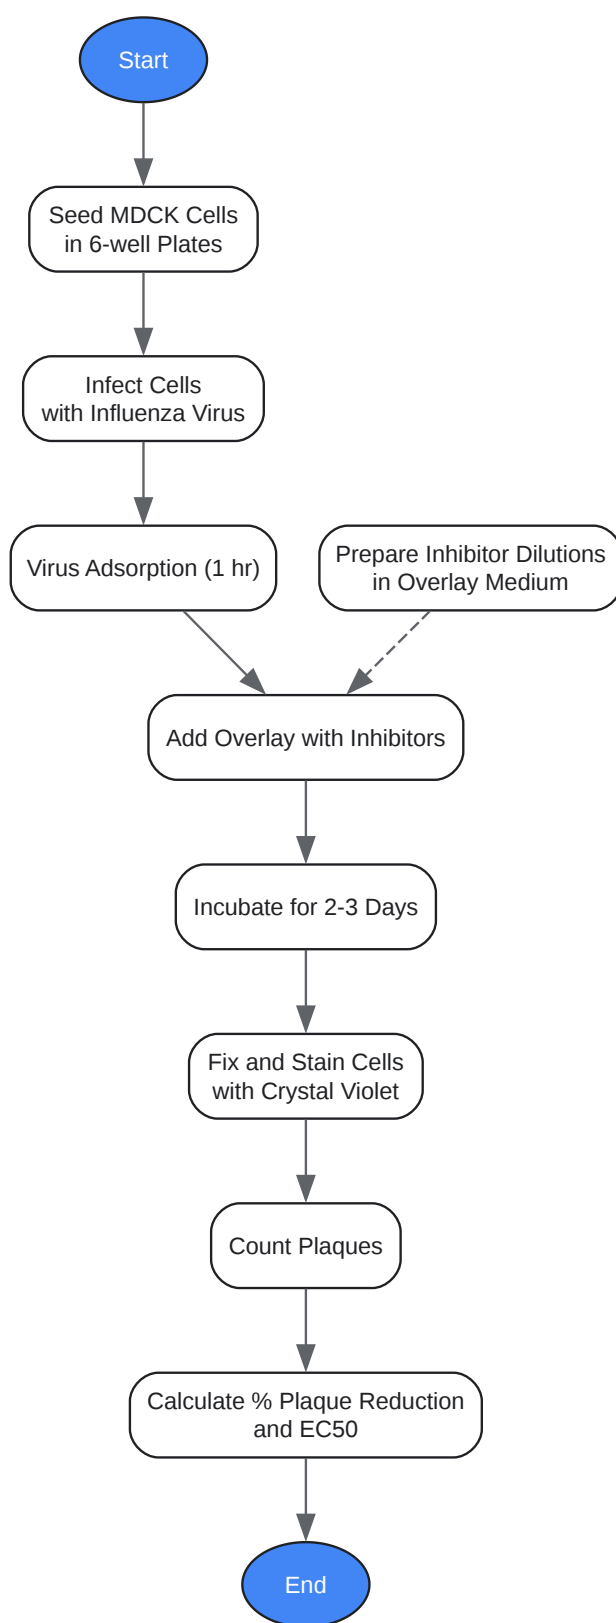 Start
Seed MDCK Cells
in 6-well Plates
Infect Cells
with Influenza Virus
Virus Adsorption (1 hr)
Prepare Inhibitor Dilutions
in Overlay Medium
Add Overlay with Inhibitors
Incubate for 2-3 Days
Fix and Stain Cells
with Crystal Violet
Count Plaques
Calculate % Plaque Reduction
and EC50
End